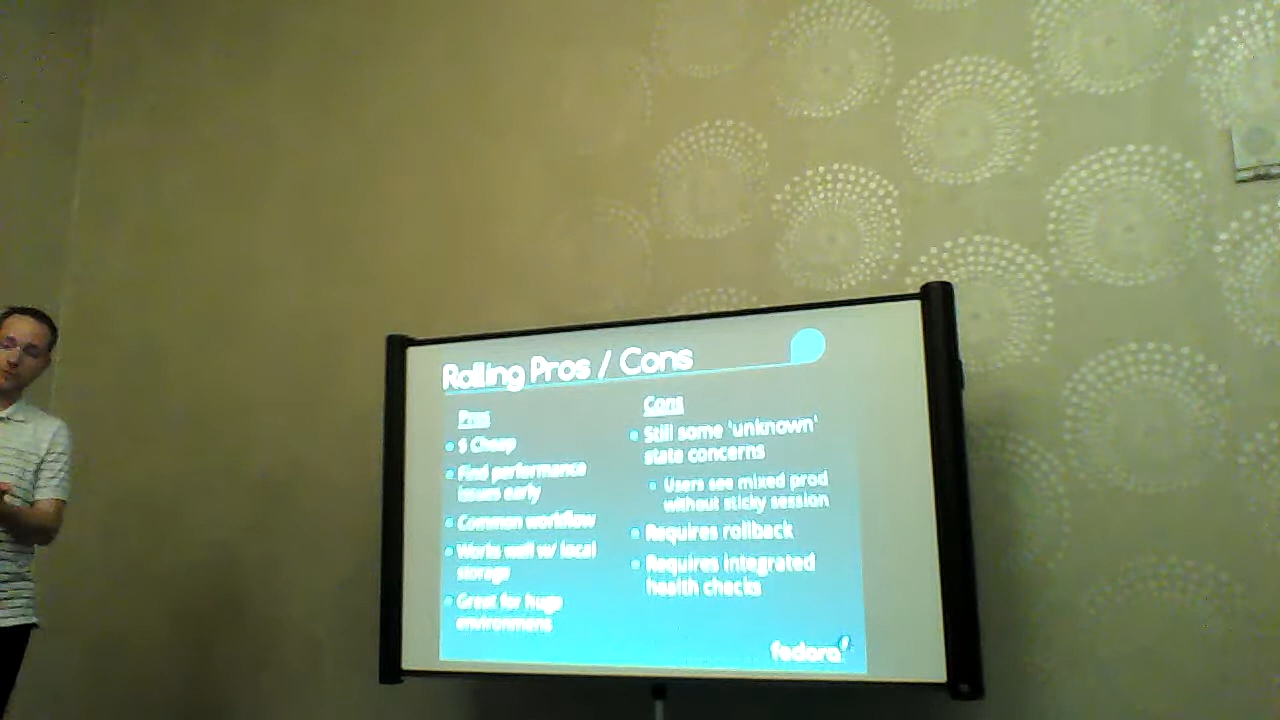 Rolling Pros / Cons
Pros
$ Cheap
Find performance
issues early
Common workflow
Works well w/ local
storage
Great for huge
environmens
Cons
Still some 'unknown'
state concerns
Users see mixed prod
without sticky session
Requires rollback
Requires integrated
health checks
fedora